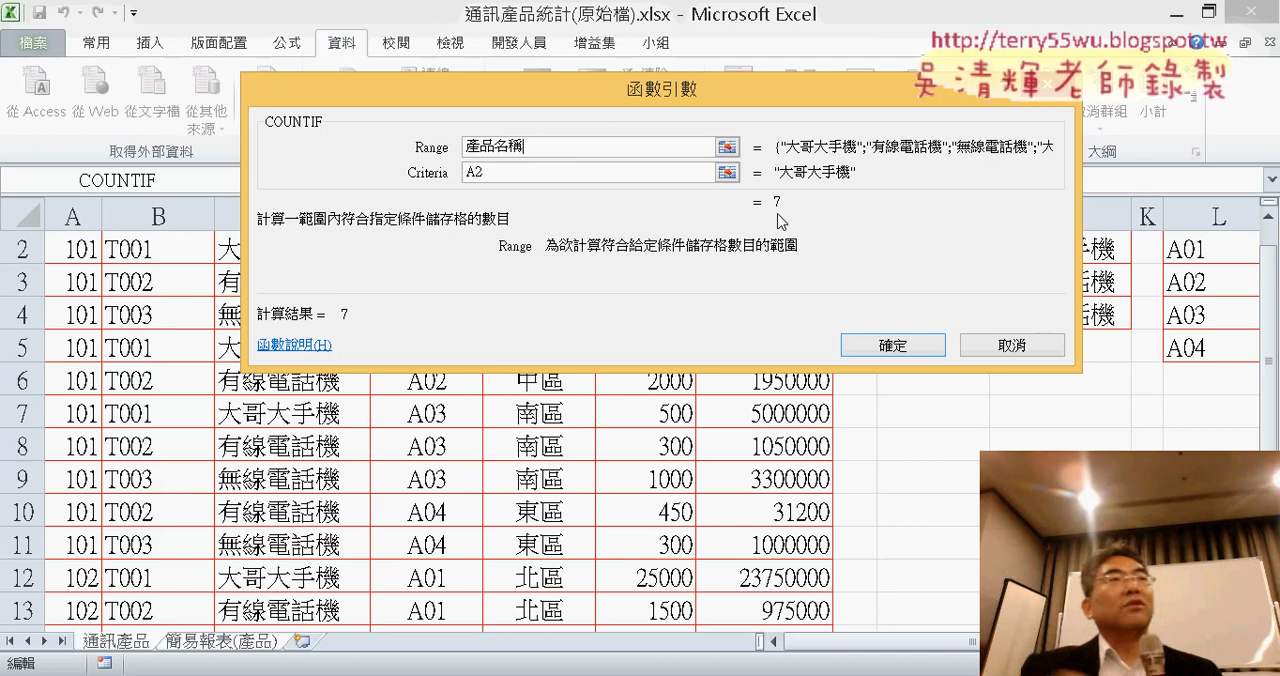 通訊產品統計(原始檔).xlsx - Microsoft Excel
檔案 常用 插入 版面配置 公式 資料 校閱 檢視 開發人員 增益集 小組
http://terry55wu.blogspot.tw
吳清輝老師錄製
從 Access 從 Web 從文字檔 從其他來源
取得外部資料
取消群組 小計
大綱
函數引數
COUNTIF
Range 產品名稱 = {"大哥大手機";"有線電話機";"無線電話機";"大
Criteria A2 = "大哥大手機"
= 7
計算一範圍內符合指定條件儲存格的數目
Range 為欲計算符合給定條件儲存格數目的範圍
計算結果 = 7
函數說明(H)
確定 取消
COUNTIF
A B K L
2 101 T001 大 手機 A01
3 101 T002 有 話機 A02
4 101 T003 無 話機 A03
5 101 T001 大 A04
6 101 T002 有線電話機 A02 中區 2000 1950000
7 101 T001 大哥大手機 A03 南區 500 5000000
8 101 T002 有線電話機 A03 南區 300 1050000
9 101 T003 無線電話機 A03 南區 1000 3300000
10 101 T002 有線電話機 A04 東區 450 31200
11 101 T003 無線電話機 A04 東區 300 1000000
12 102 T001 大哥大手機 A01 北區 25000 23750000
13 102 T002 有線電話機 A01 北區 1500 975000
通訊產品 簡易報表(產品)
編輯